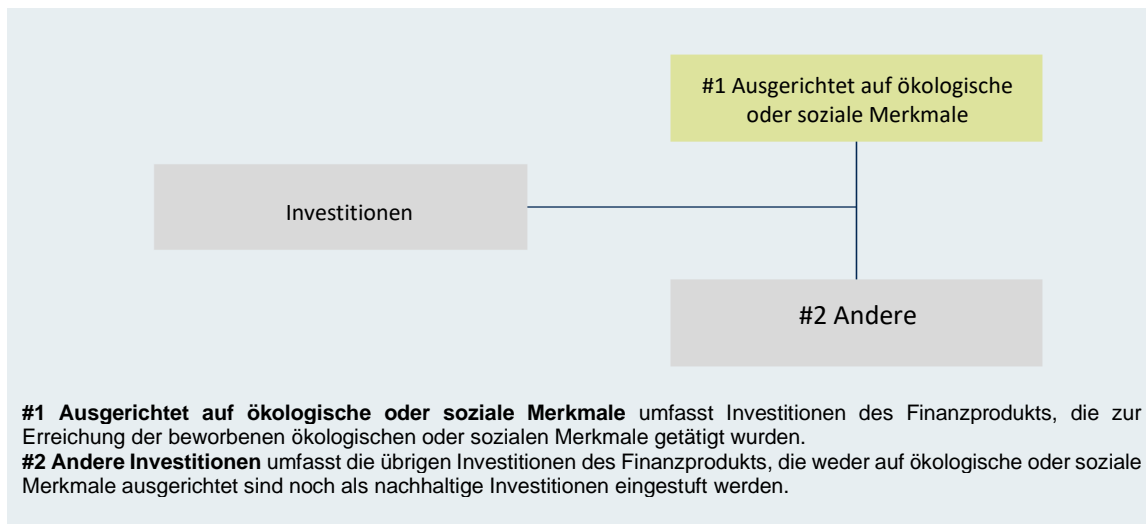 #1 Ausgerichtet auf ökologische
oder soziale Merkmale
Investitionen
#2 Andere
#1 Ausgerichtet auf ökologische oder soziale Merkmale umfasst Investitionen des Finanzprodukts, die zur
Erreichung der beworbenen ökologischen oder sozialen Merkmale getätigt wurden.
#2 Andere Investitionen umfasst die übrigen Investitionen des Finanzprodukts, die weder auf ökologische oder soziale
Merkmale ausgerichtet sind noch als nachhaltige Investitionen eingestuft werden.